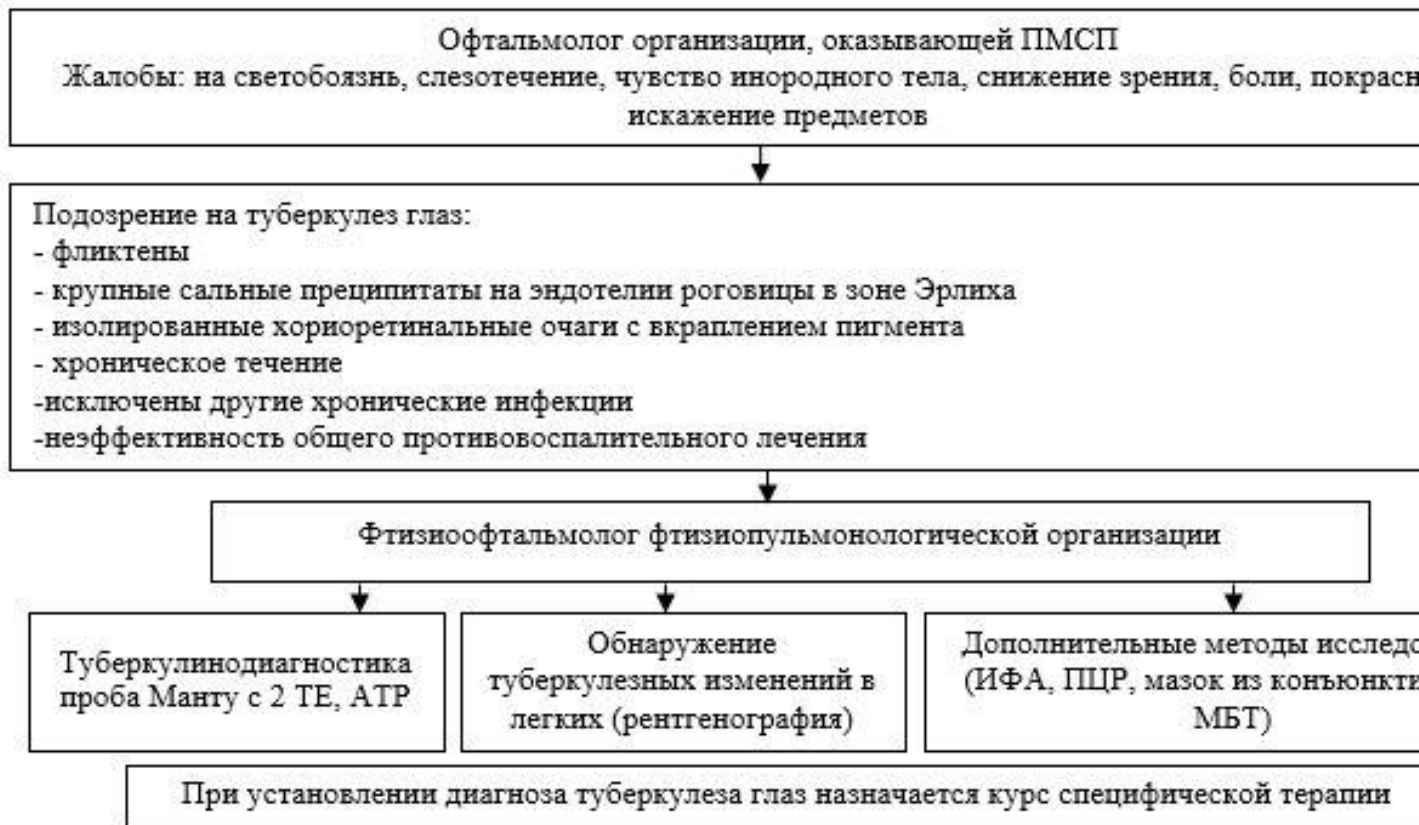 Офтальмолог организации, оказывающей ПМСП
Жалобы: на светобоязнь, слезотечение, чувство инородного тела, снижение зрения, боли, покрасн
искажение предметов
Подозрение на туберкулез глаз:
- фликтены
- крупные сальные преципитаты на эндотелии роговицы в зоне Эрлиха
- изолированные хориоретинальные очаги с вкраплением пигмента
- хроническое течение
-исключены другие хронические инфекции
-неэффективность общего противовоспалительного лечения
Фтизиоофтальмолог фтизиопульмонологической организации
Туберкулинодиагностика
проба Манту с 2 ТЕ, АТР
Обнаружение
туберкулезных изменений в
легких (рентгенография)
Дополнительные методы исследо
(ИФА, ПЦР, мазок из конъюнкти
МБТ)
При установлении диагноза туберкулеза глаз назначается курс специфической терапии